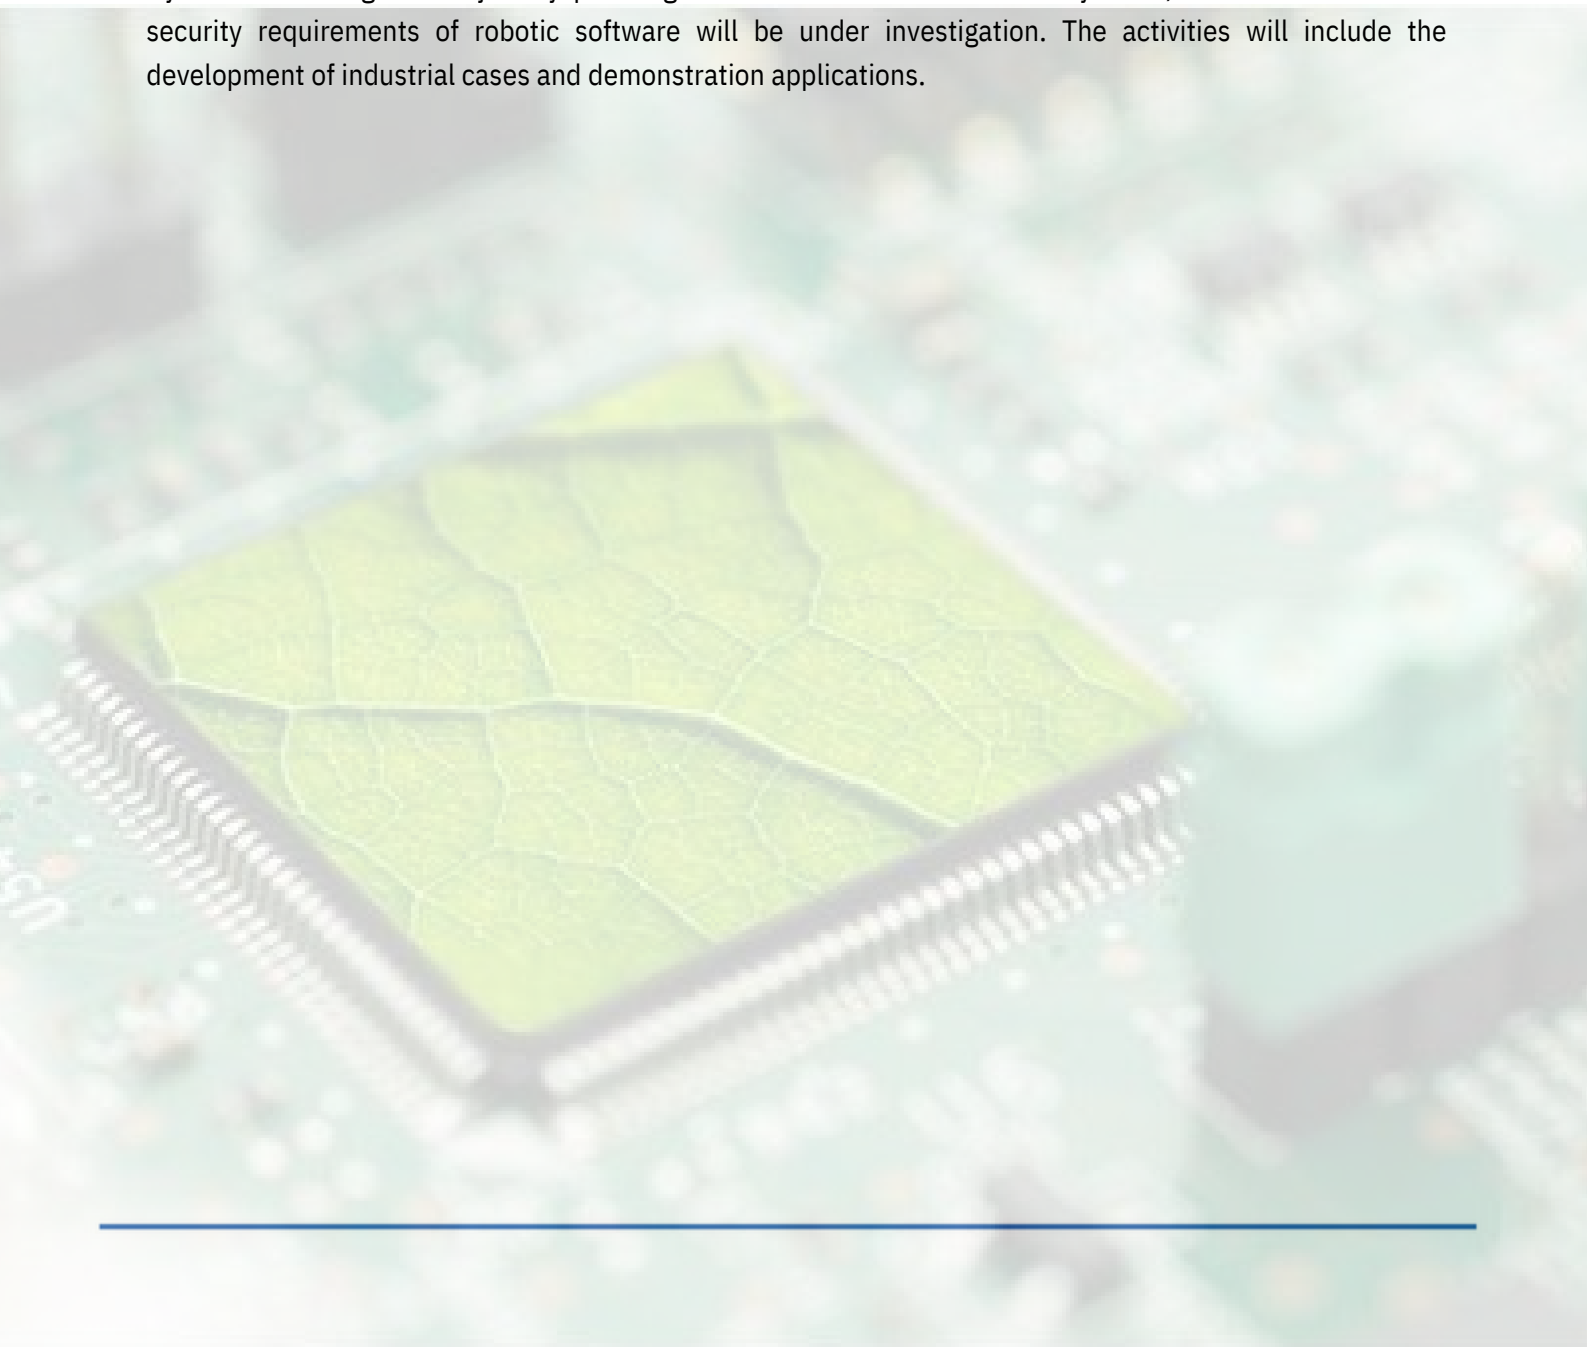 security requirements of robotic software will be under investigation. The activities will include the
development of industrial cases and demonstration applications.